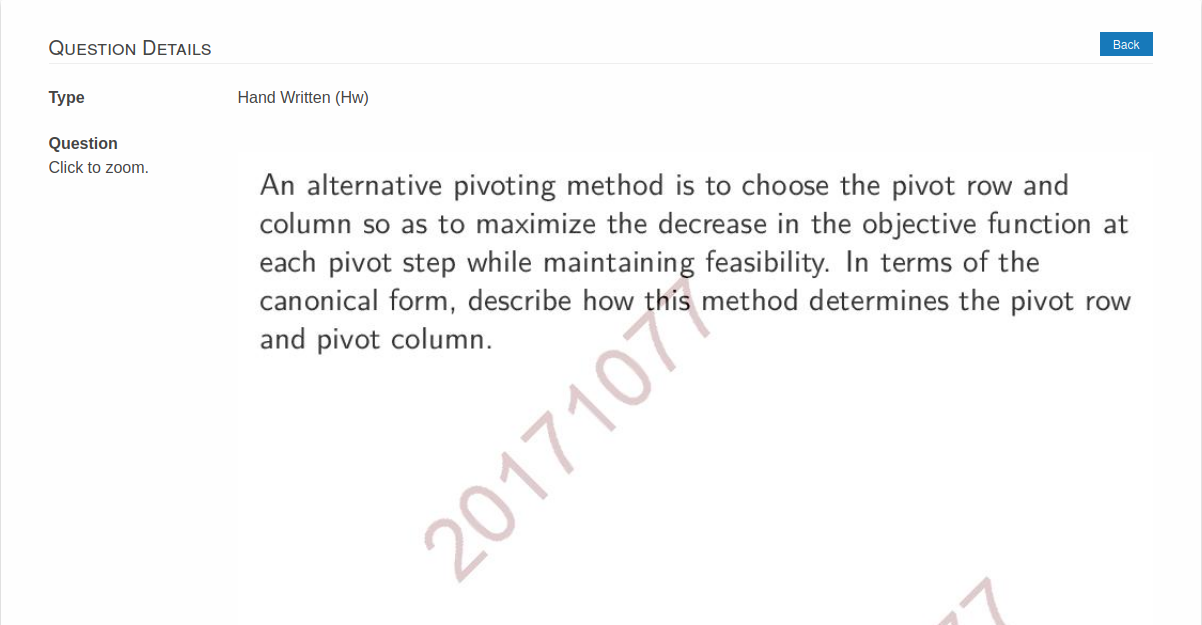 QUESTION DETAILS
Back
Type
Hand Written (Hw)
Question
Click to zoom.
An alternative pivoting method is to choose the pivot row and
column so as to maximize the decrease in the objective function at
each pivot step while maintaining feasibility. In terms of the
canonical form, describe how this method determines the pivot row
and pivot column.
20171077
77